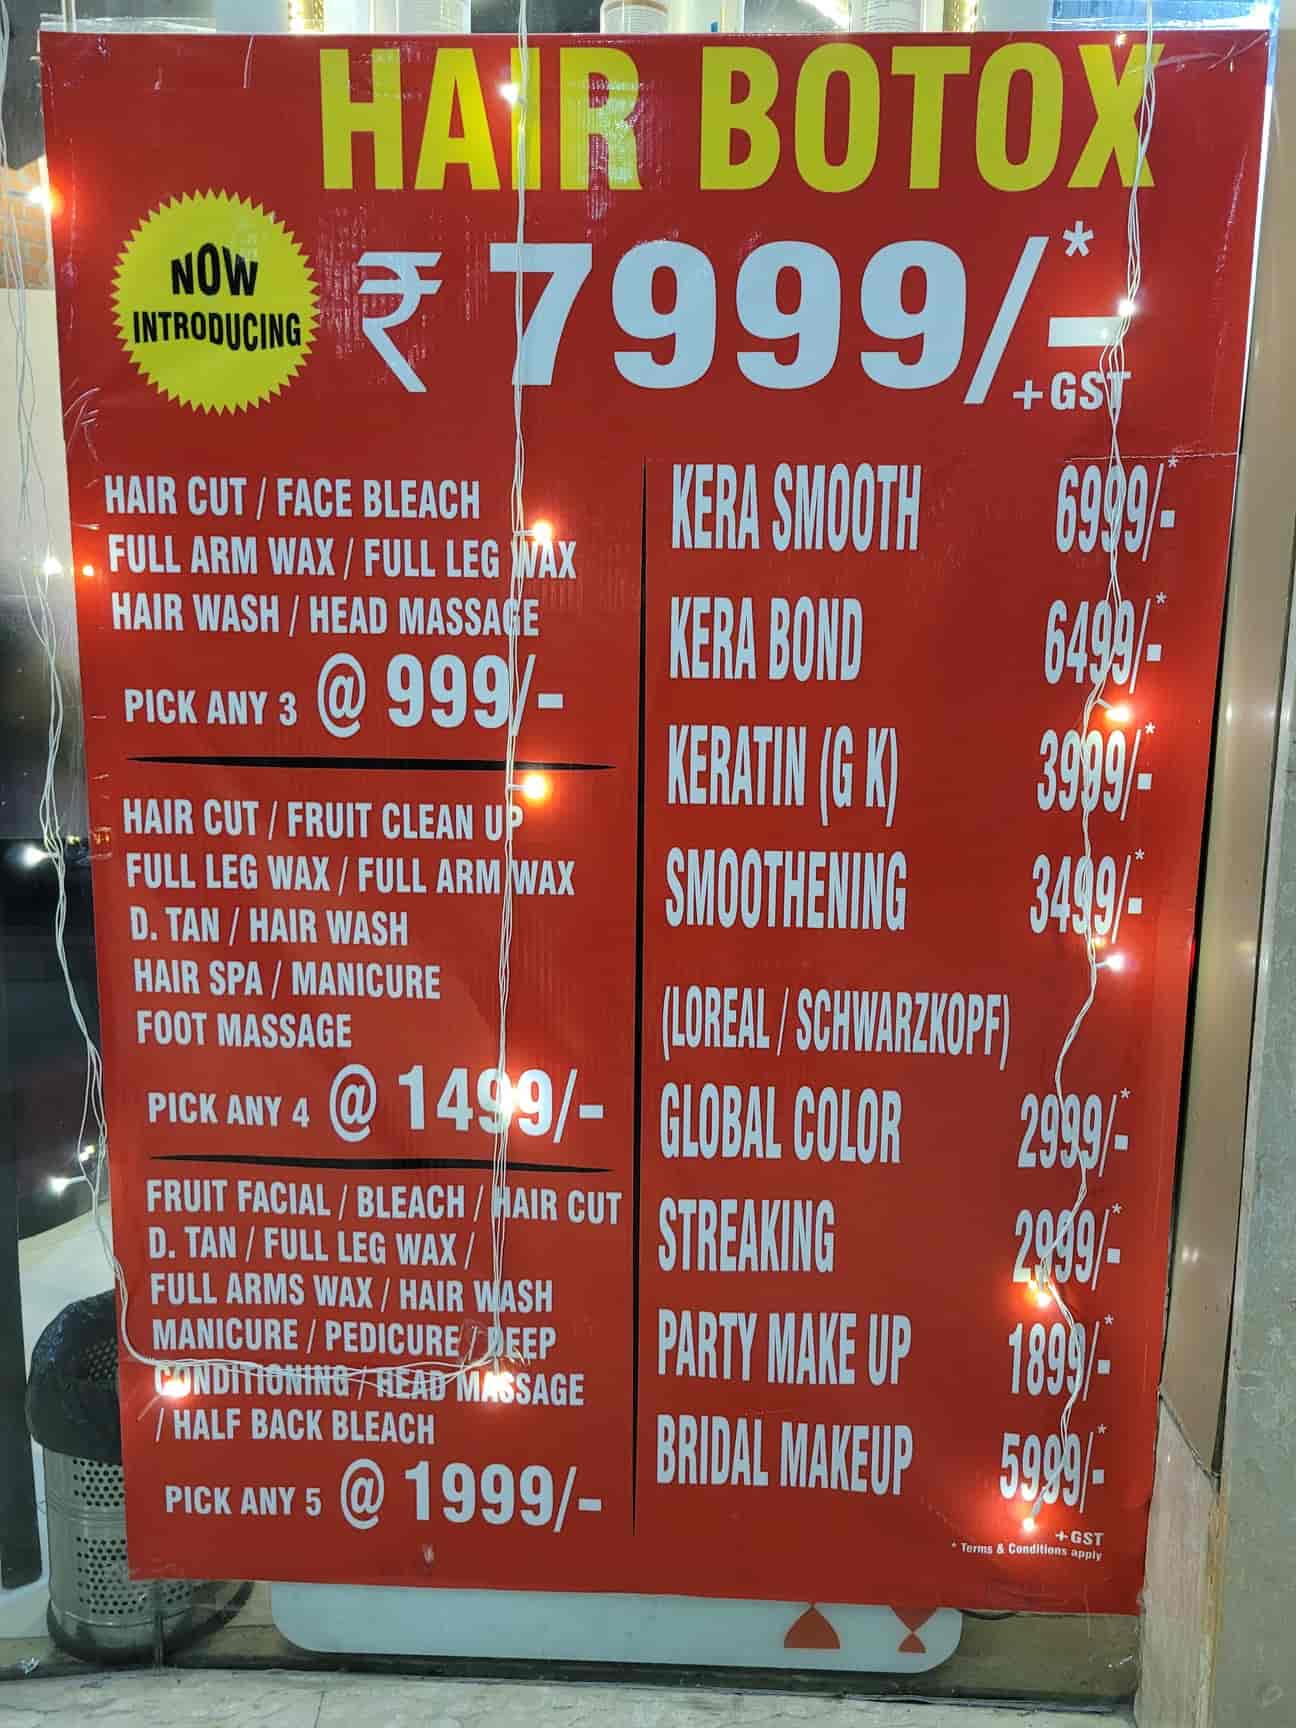 HAIR BOTOX
NOW
INTRODUCING
₹ 7999/-*
+GST
HAIR CUT / FACE BLEACH
FULL ARM WAX / FULL LEG WAX
HAIR WASH / HEAD MASSAGE
PICK ANY 3 @ 999/-
HAIR CUT / FRUIT CLEAN UP
FULL LEG WAX / FULL ARM WAX
D. TAN / HAIR WASH
HAIR SPA / MANICURE
FOOT MASSAGE
PICK ANY 4 @ 1499/-
FRUIT FACIAL / BLEACH / HAIR CUT
D. TAN / FULL LEG WAX /
FULL ARMS WAX / HAIR WASH
MANICURE / PEDICURE / DEEP
CONDITIONING / HEAD MASSAGE
/ HALF BACK BLEACH
PICK ANY 5 @ 1999/-
KERA SMOOTH 6999/-*
KERA BOND 6499/-*
KERATIN (G K) 3999/-*
SMOOTHENING 3499/-*
(LOREAL / SCHWARZKOPF)
GLOBAL COLOR 2999/-*
STREAKING 2999/-*
PARTY MAKE UP 1899/-*
BRIDAL MAKEUP 5999/-*
+GST
* Terms & Conditions apply